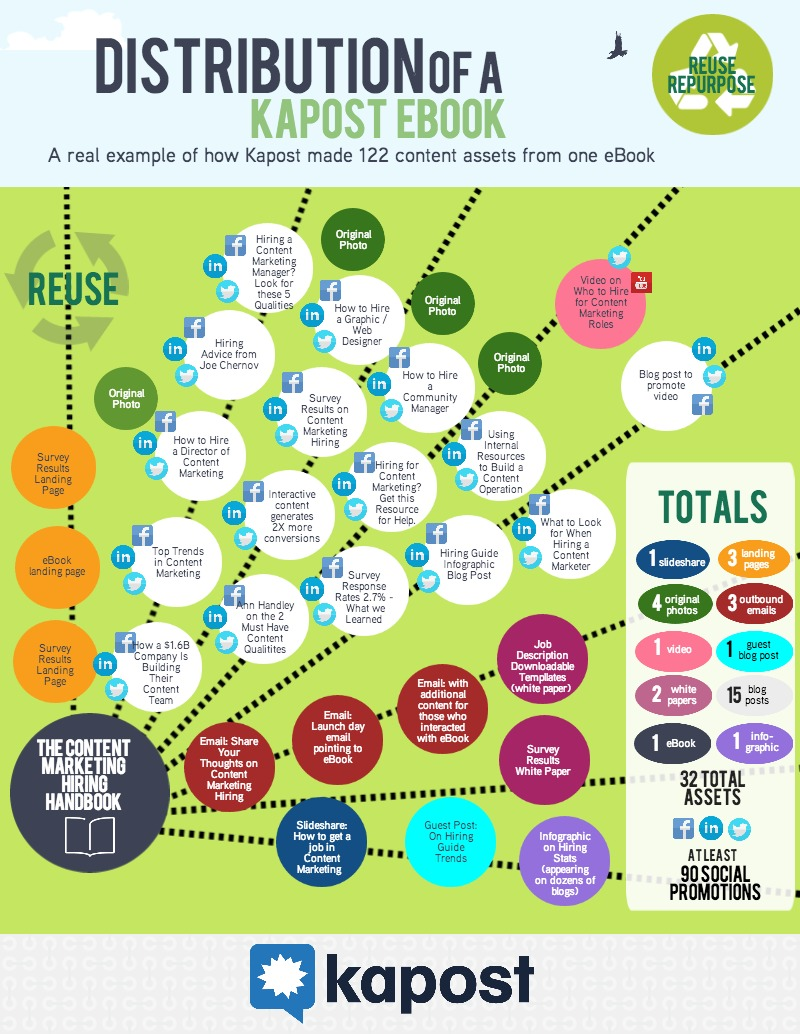 DISTRIBUTION OF A
KAPOST EBOOK
A real example of how Kapost made 122 content assets from one eBook
REUSE
REPURPOSE
REUSE
Hiring a
Content
Marketing
Manager?
Look for
these 5
Qualities
Original
Photo
How to Hire
a Graphic /
Web
Designer
Original
Photo
Video on
Who to Hire
for Content
Marketing
Roles
Hiring
Advice from
Joe Chernov
How to Hire
a
Community
Manager
Original
Photo
Blog post to
promote
video
Original
Photo
Survey
Results on
Content
Marketing
Hiring
How to Hire
a Director of
Content
Marketing
Using
Internal
Resources
to Build a
Content
Operation
Survey
Results
Landing
Page
Hiring for
Content
Marketing?
Get this
Resource
for Help.
Interactive
content
generates
2X more
conversions
What to Look
for When
Hiring a
Content
Marketer
eBook
landing page
Top Trends
in Content
Marketing
Hiring Guide
Infographic
Blog Post
Survey
Response
Rates 2.7% -
What we
Learned
Ann Handley
on the 2
Must Have
Content
Qualitites
Survey
Results
Landing
Page
How a $1.6B
Company Is
Building
Their
Content
Team
Job
Description
Downloadable
Templlates
(white paper)
Email: with
additional
content for
those who
interacted
with eBook
Email:
Launch day
email
pointing to
eBook
Email: Share
Your
Thoughts on
Content
Marketing
Hiring
Survey
Results
White Paper
THE CONTENT
MARKETING
HIRING
HANDBOOK
Slideshare:
How to get a
job in
Content
Marketing
Guest Post:
On Hiring
Guide
Trends
Infographic
on Hiring
Stats
(appearing
on dozens of
blogs)
TOTALS
1 slideshare
3 landing
pages
4 original
photos
3 outbound
emails
1 video
1 guest
blog post
2 white
papers
15 blog
posts
1 eBook
1 info-
graphic
32 TOTAL
ASSETS
AT LEAST
90 SOCIAL
PROMOTIONS
kapost